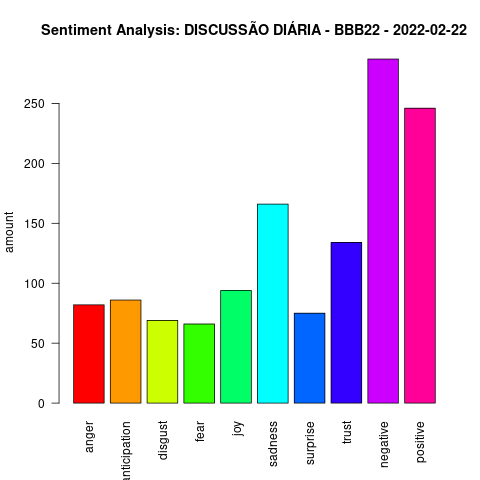 Sentiment Analysis: DISCUSSÃO DIÁRIA - BBB22 - 2022-02-22
amount
250
200
150
100
50
0
anger
nticipation
disgust
fear
joy
sadness
surprise
trust
negative
positive